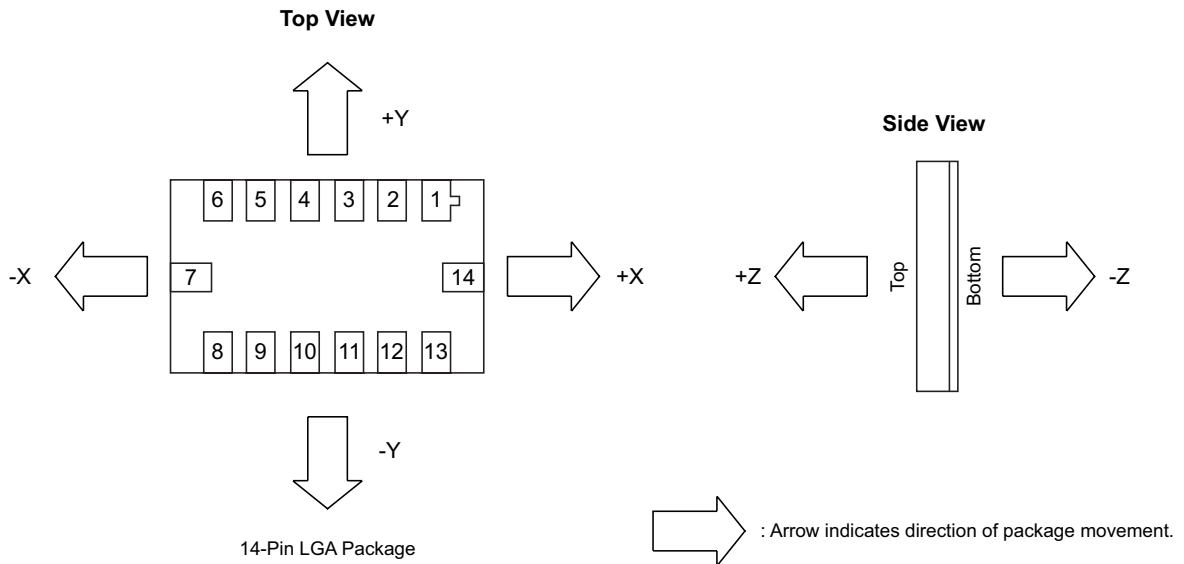 Top View
+Y
Side View
6 5 4 3 2 1
-X
7
14
+X
+Z
Top
Bottom
-Z
8 9 10 11 12 13
-Y
14-Pin LGA Package
: Arrow indicates direction of package movement.